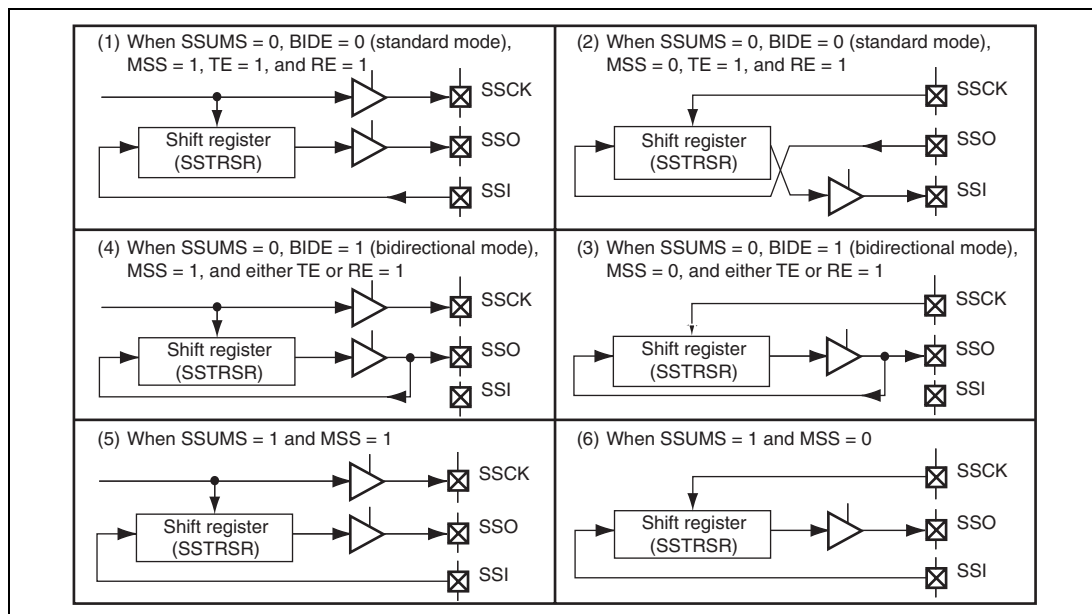 (1) When SSUMS = 0, BIDE = 0 (standard mode),
MSS = 1, TE = 1, and RE = 1
SSCK
Shift register
(SSTRSR)
SSO
SSI
(2) When SSUMS = 0, BIDE = 0 (standard mode),
MSS = 0, TE = 1, and RE = 1
SSCK
Shift register
(SSTRSR)
SSO
SSI
(4) When SSUMS = 0, BIDE = 1 (bidirectional mode),
MSS = 1, and either TE or RE = 1
SSCK
Shift register
(SSTRSR)
SSO
SSI
(3) When SSUMS = 0, BIDE = 1 (bidirectional mode),
MSS = 0, and either TE or RE = 1
SSCK
Shift register
(SSTRSR)
SSO
SSI
(5) When SSUMS = 1 and MSS = 1
SSCK
Shift register
(SSTRSR)
SSO
SSI
(6) When SSUMS = 1 and MSS = 0
SSCK
Shift register
(SSTRSR)
SSO
SSI